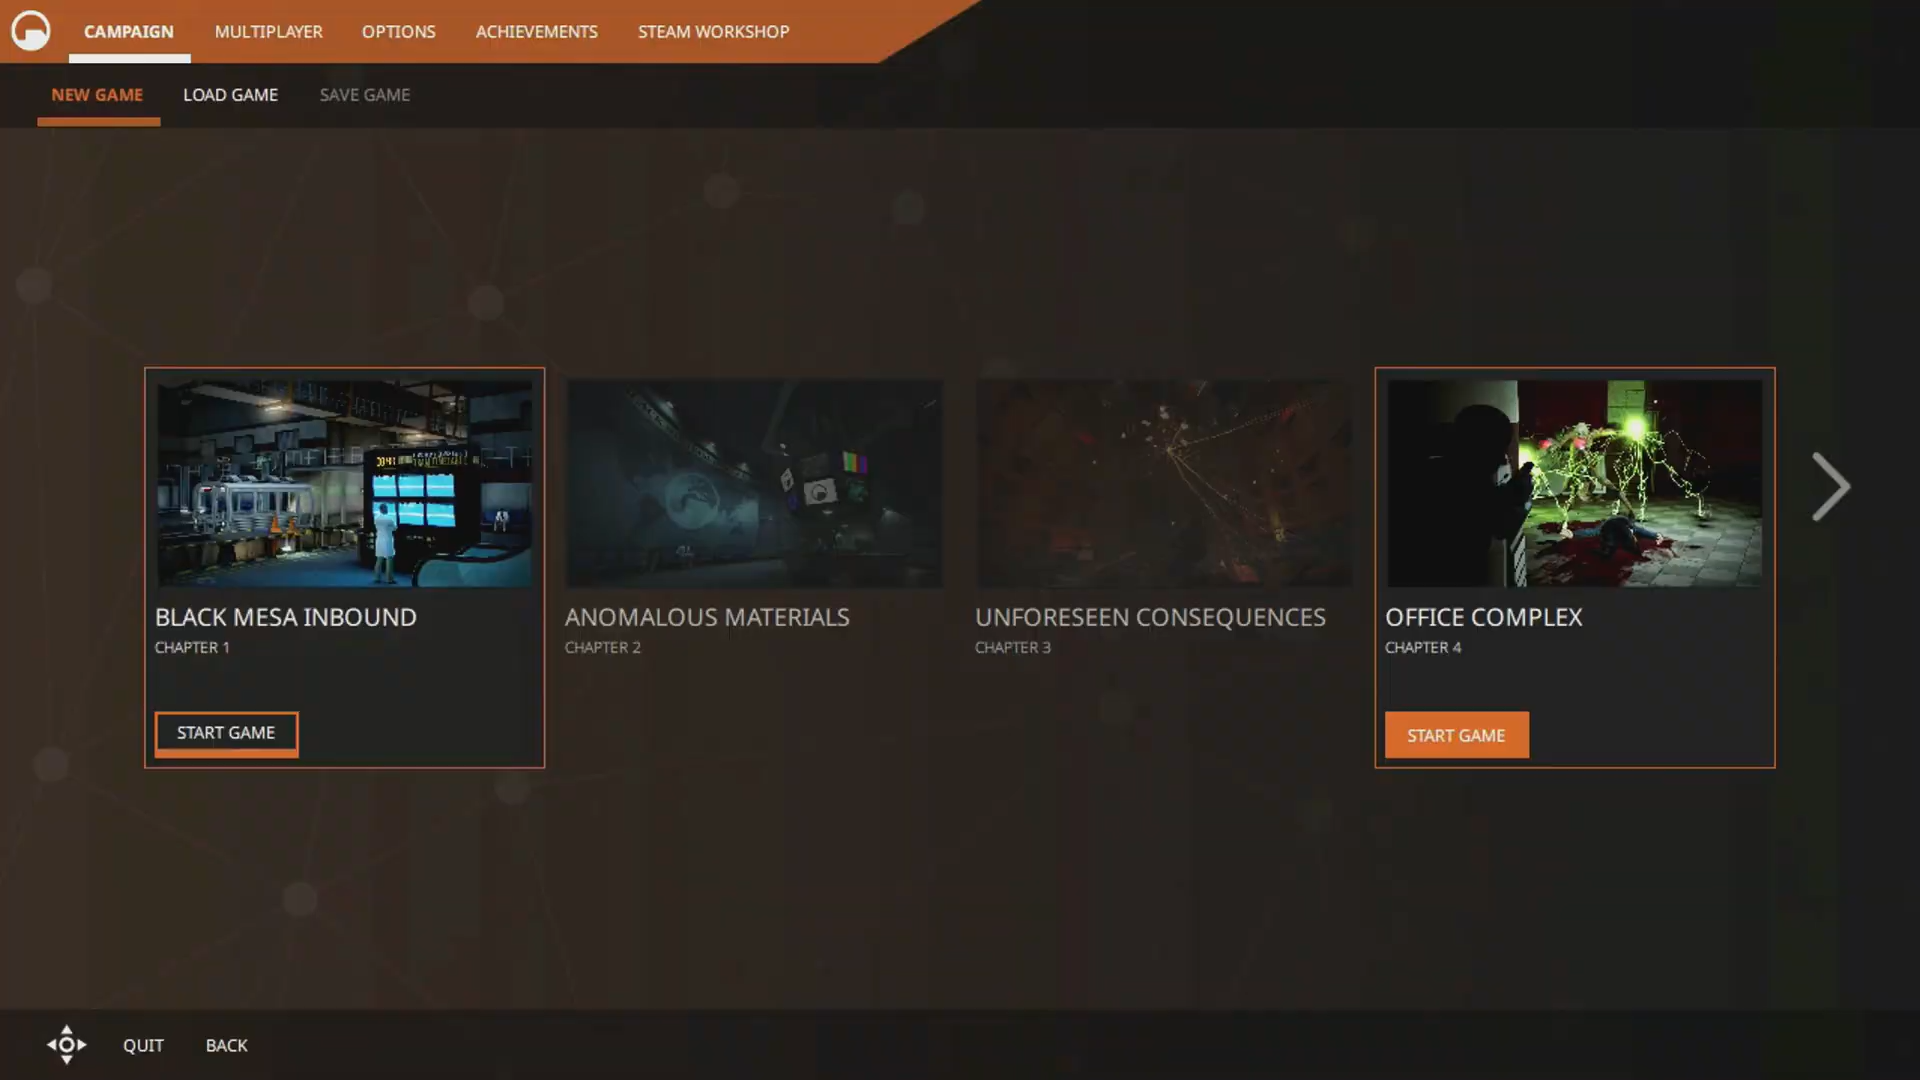 CAMPAIGN MULTIPLAYER OPTIONS ACHIEVEMENTS STEAM WORKSHOP
NEW GAME LOAD GAME SAVE GAME
BLACK MESA INBOUND
CHAPTER 1
START GAME
ANOMALOUS MATERIALS
CHAPTER 2
UNFORESEEN CONSEQUENCES
CHAPTER 3
OFFICE COMPLEX
CHAPTER 4
START GAME
QUIT BACK